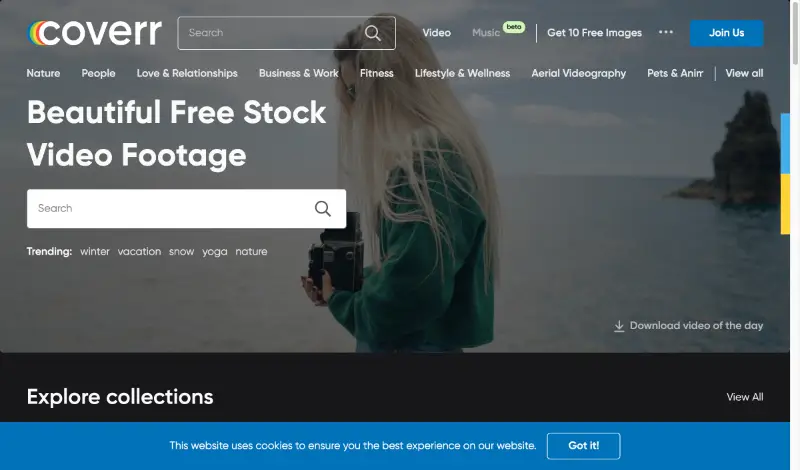 coverr
Search
Video
Music
beta
Get 10 Free Images
Join Us
Nature
People
Love & Relationships
Business & Work
Fitness
Lifestyle & Wellness
Aerial Videography
Pets & Anim
View all
Beautiful Free Stock
Video Footage
Search
Trending: winter vacation snow yoga nature
Download video of the day
Explore collections
View All
This website uses cookies to ensure you the best experience on our website.
Got it!